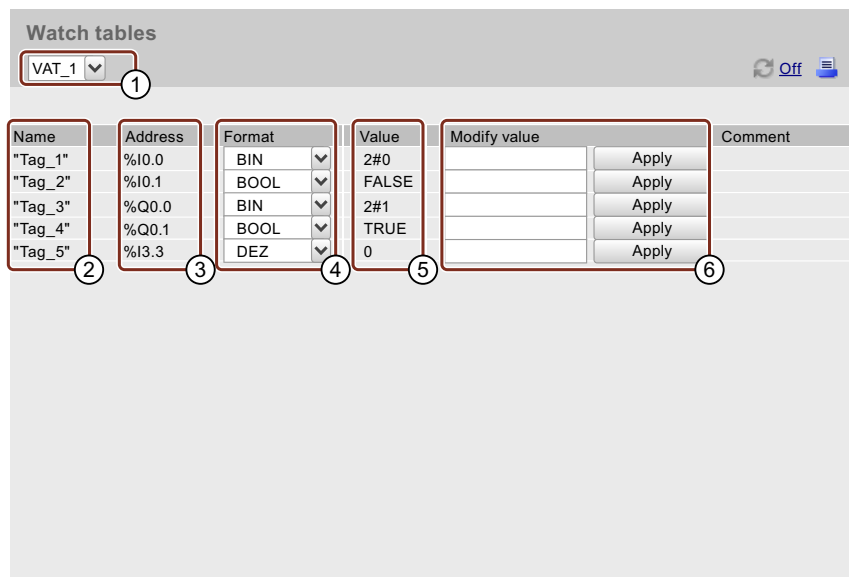 Watch tables
VAT_1
Off
1
Name Address Format Value Modify value Comment
"Tag_1" %I0.0 BIN 2#0 Apply
"Tag_2" %I0.1 BOOL FALSE Apply
"Tag_3" %Q0.0 BIN 2#1 Apply
"Tag_4" %Q0.1 BOOL TRUE Apply
"Tag_5" %I3.3 DEZ 0 Apply
2 3 4 5 6